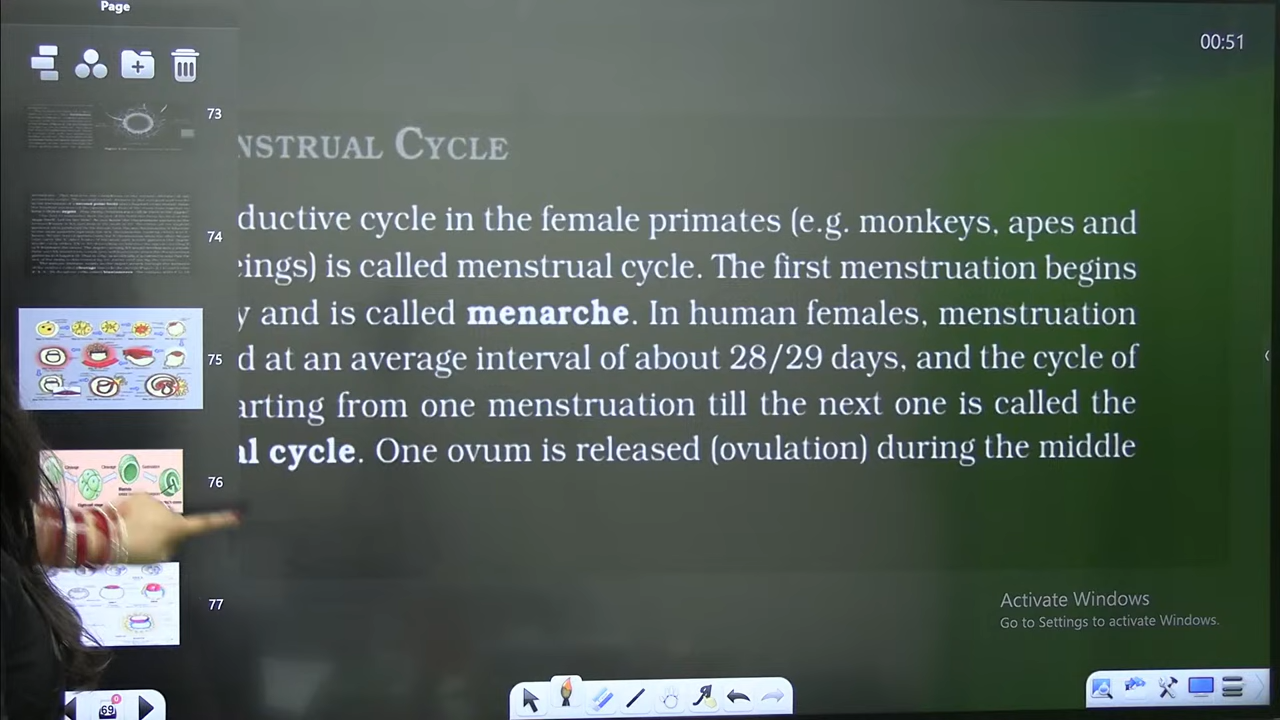 Page
00:51
73
NSTRUAL CYCLE
ductive cycle in the female primates (e.g. monkeys, apes and
74
eings) is called menstrual cycle. The first menstruation begins
y and is called menarche. In human females, menstruation
75
d at an average interval of about 28/29 days, and the cycle of
arting from one menstruation till the next one is called the
al cycle. One ovum is released (ovulation) during the middle
76
77
Activate Windows
Go to Settings to activate Windows.
69
0